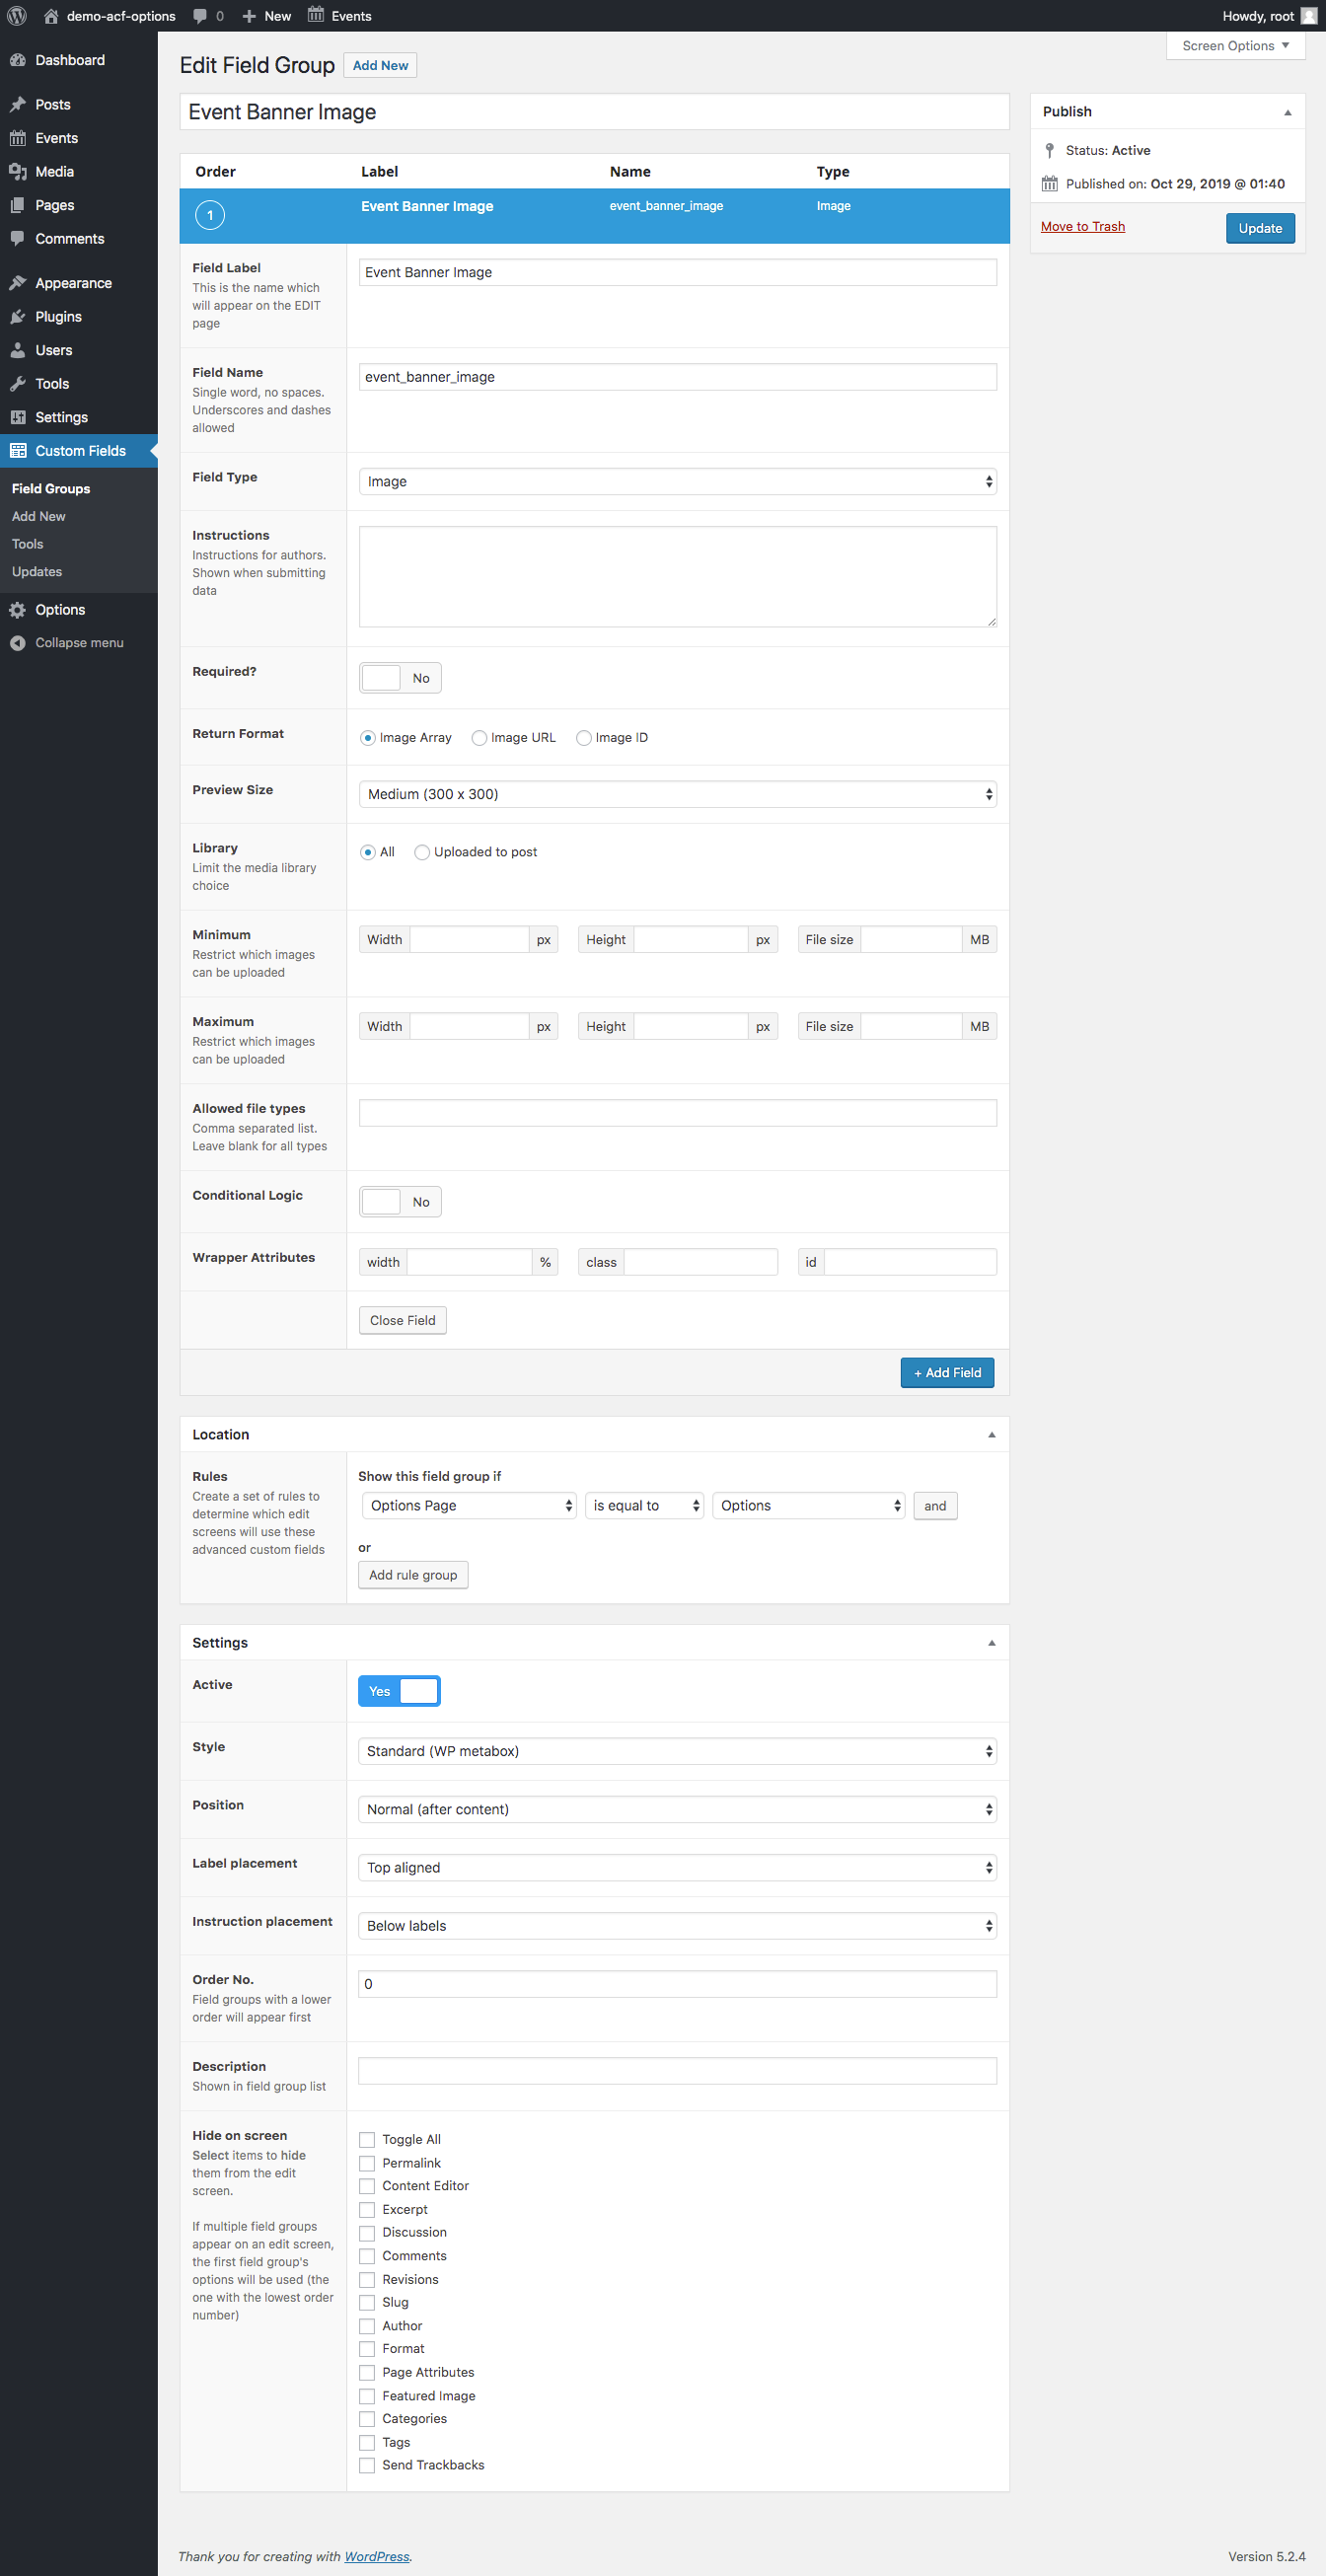 demo-acf-options 0 New Events Howdy, root
Dashboard
Posts
Events
Media
Pages
Comments
Appearance
Plugins
Users
Tools
Settings
Custom Fields
Field Groups
Add New
Tools
Updates
Options
Collapse menu
Screen Options
Edit Field Group Add New
Event Banner Image
Order Label Name Type
1 Event Banner Image event_banner_image Image
Field Label
This is the name which
will appear on the EDIT
page
Event Banner Image
Field Name
Single word, no spaces.
Underscores and dashes
allowed
event_banner_image
Field Type
Image
Instructions
Instructions for authors.
Shown when submitting
data
Required?
No
Return Format
Image Array Image URL Image ID
Preview Size
Medium (300 x 300)
Library
Limit the media library
choice
All Uploaded to post
Minimum
Restrict which images
can be uploaded
Width px Height px File size MB
Maximum
Restrict which images
can be uploaded
Width px Height px File size MB
Allowed file types
Comma separated list.
Leave blank for all types
Conditional Logic
No
Wrapper Attributes
width % class id
Close Field
+ Add Field
Location
Rules
Create a set of rules to
determine which edit
screens will use these
advanced custom fields
Show this field group if
Options Page is equal to Options and
or
Add rule group
Settings
Active
Yes
Style
Standard (WP metabox)
Position
Normal (after content)
Label placement
Top aligned
Instruction placement
Below labels
Order No.
Field groups with a lower
order will appear first
0
Description
Shown in field group list
Hide on screen
Select items to hide
them from the edit
screen.
If multiple field groups
appear on an edit screen,
the first field group's
options will be used (the
one with the lowest order
number)
Toggle All
Permalink
Content Editor
Excerpt
Discussion
Comments
Revisions
Slug
Author
Format
Page Attributes
Featured Image
Categories
Tags
Send Trackbacks
Publish
Status: Active
Published on: Oct 29, 2019 @ 01:40
Move to Trash Update
Thank you for creating with WordPress. Version 5.2.4